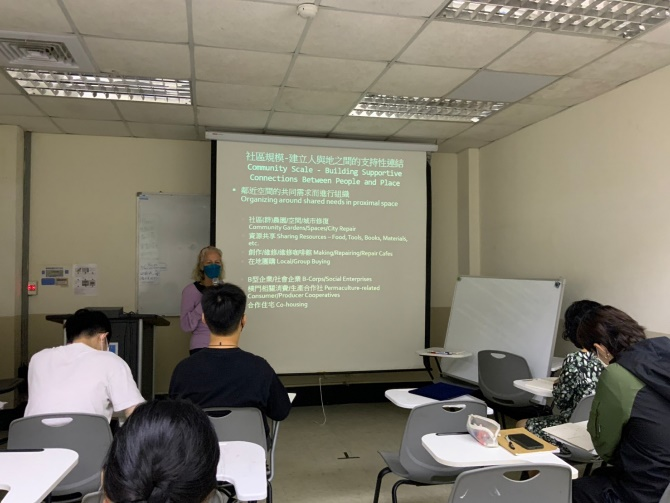 社區規模-建立人與地之間的支持性連結
Community Scale - Building Supportive
Connections Between People and Place
• 鄰近空間的共同需求而進行組織
Organizing around shared needs in proximal space
社區(群)農園/空間/城市修復
Community Gardens/Spaces/City Repair
資源共享 Sharing Resources – Food, Tools, Books, Materials,
etc.
創作/維修/維修咖啡館 Making/Repairing/Repair Cafes
在地團購 Local/Group Buying
B型企業/社會企業 B-Corps/Social Enterprises
樸門相關消費/生產合作社 Permaculture-related
Consumer/Producer Cooperatives
合作住宅 Co-housing